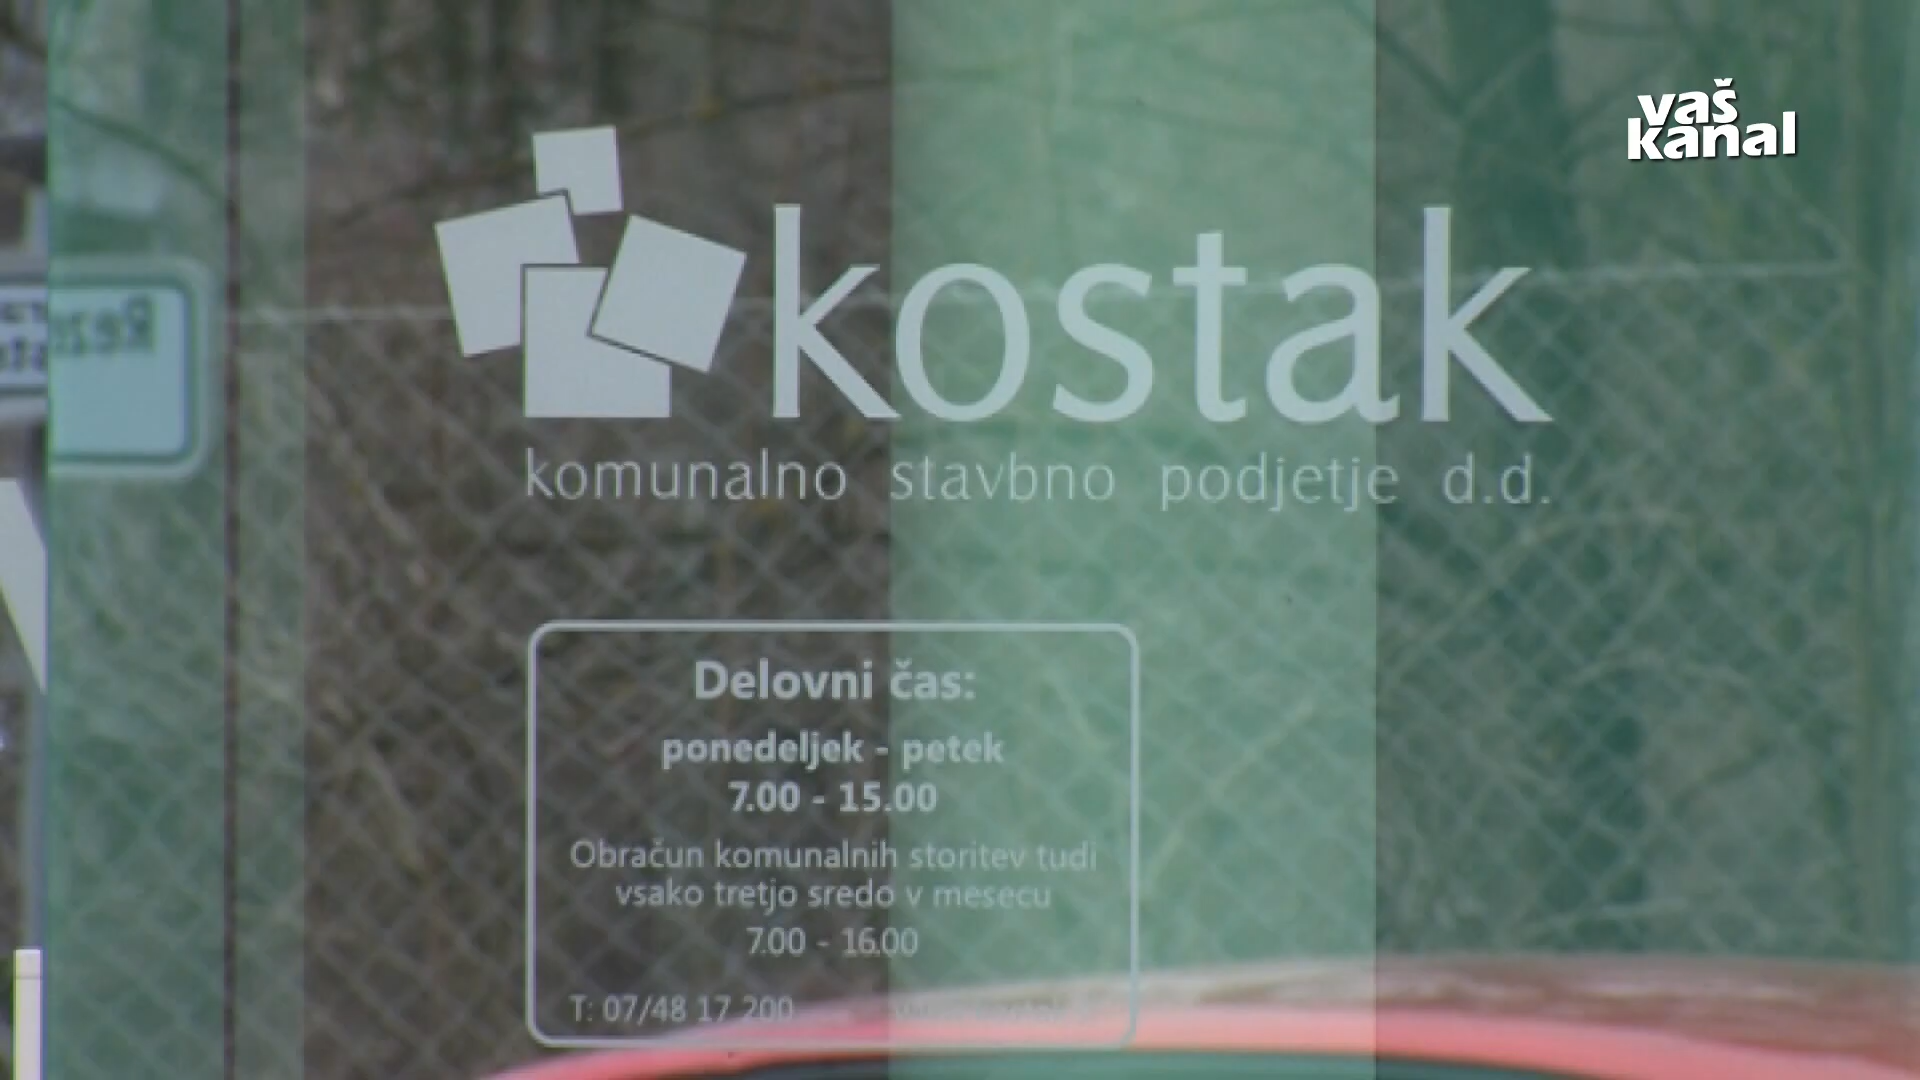 vaš
kanal
kostak
komunalno stavbno podjetje d.d.
Delovni čas:
ponedeljek - petek
7.00 - 15.00
Obračun komunalnih storitev tudi
vsako tretjo sredo v mesecu
7.00 - 16.00
T: 07/48 17 200